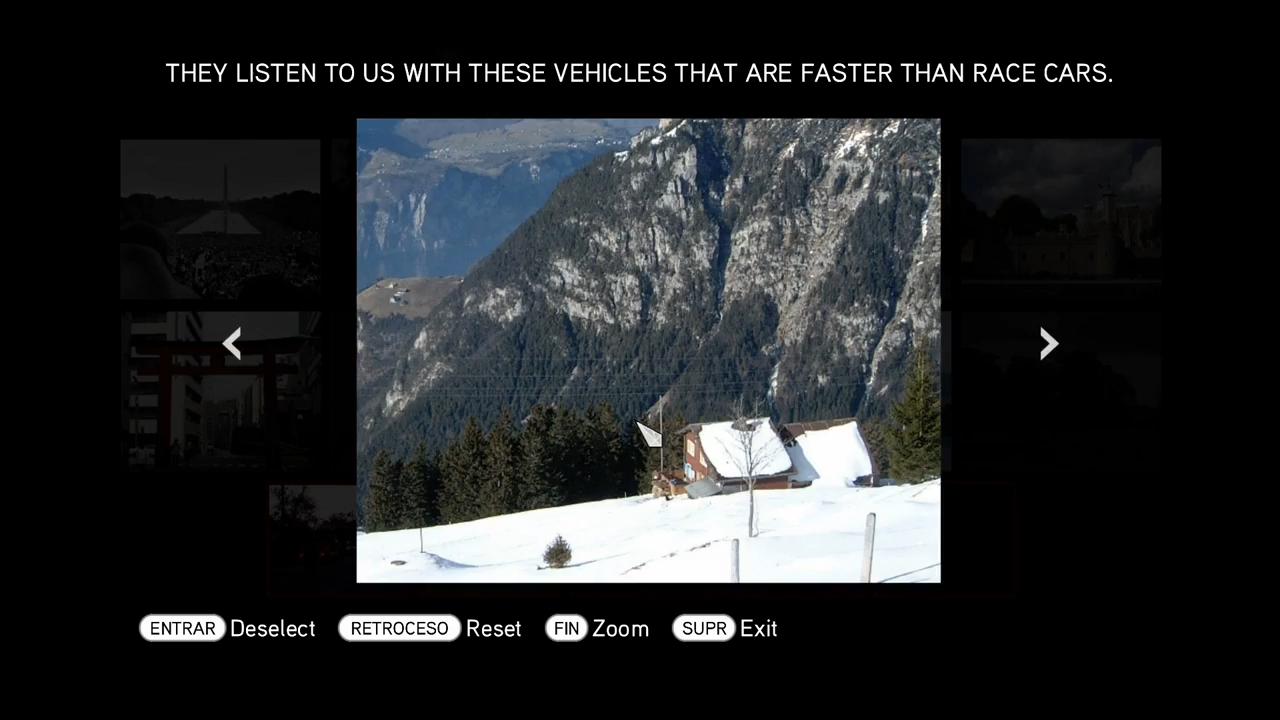 THEY LISTEN TO US WITH THESE VEHICLES THAT ARE FASTER THAN RACE CARS.
ENTRAR Deselect RETROCESO Reset FIN Zoom SUPR Exit